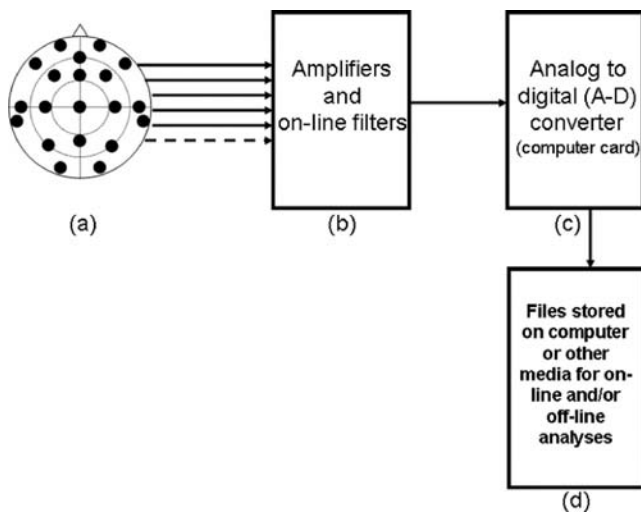 Amplifiers
and
on-line filters
Analog to
digital (A-D)
converter
(computer card)
(a)
(b)
(c)
Files stored
on computer
or other
media for on-
line and/or
off-line
analyses
(d)